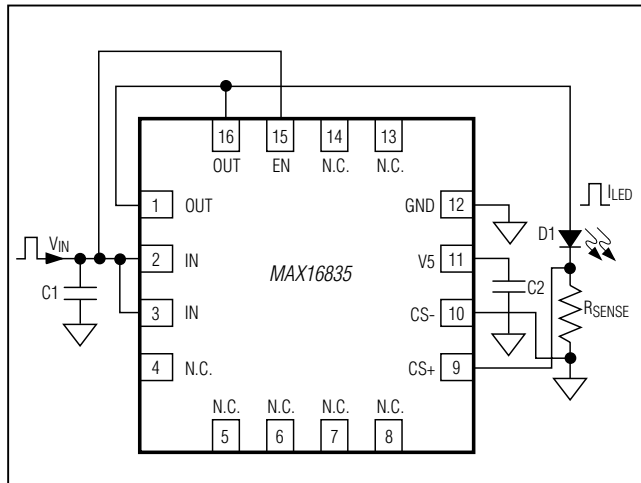 16 15 14 13
OUT EN N.C. N.C.
1 OUT
GND 12
I_LED
V_IN
2 IN
MAX16835
V5 11
D1
C1
3 IN
CS- 10
C2
R_SENSE
4 N.C.
CS+ 9
N.C. N.C. N.C. N.C.
5 6 7 8